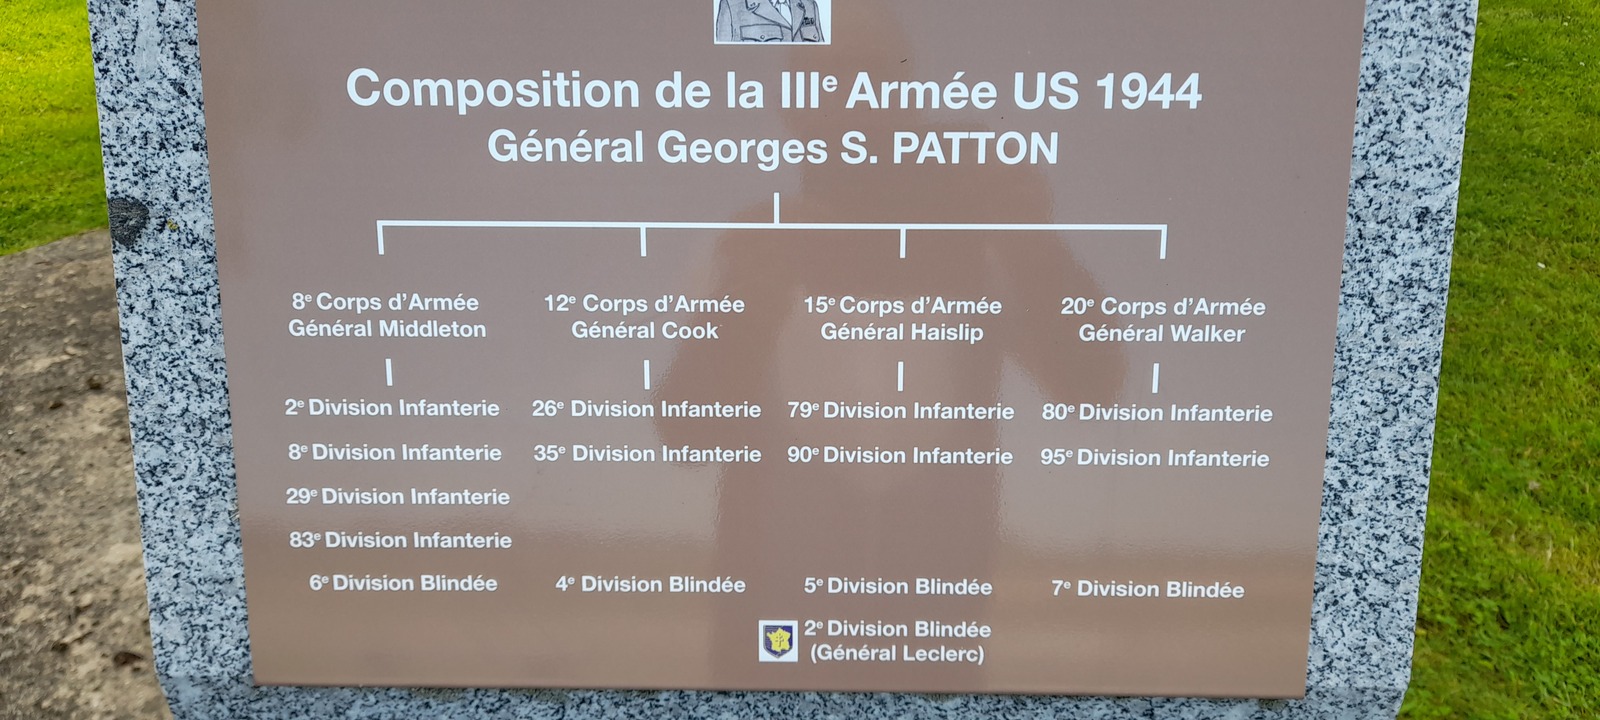 Composition de la IIIe Armée US 1944
Général Georges S. PATTON
8e Corps d'Armée
Général Middleton
12e Corps d'Armée
Général Cook
15e Corps d'Armée
Général Haislip
20e Corps d'Armée
Général Walker
2e Division Infanterie
26e Division Infanterie
79e Division Infanterie
80e Division Infanterie
8e Division Infanterie
35e Division Infanterie
90e Division Infanterie
95e Division Infanterie
29e Division Infanterie
83e Division Infanterie
6e Division Blindée
4e Division Blindée
5e Division Blindée
7e Division Blindée
2e Division Blindée
(Général Leclerc)